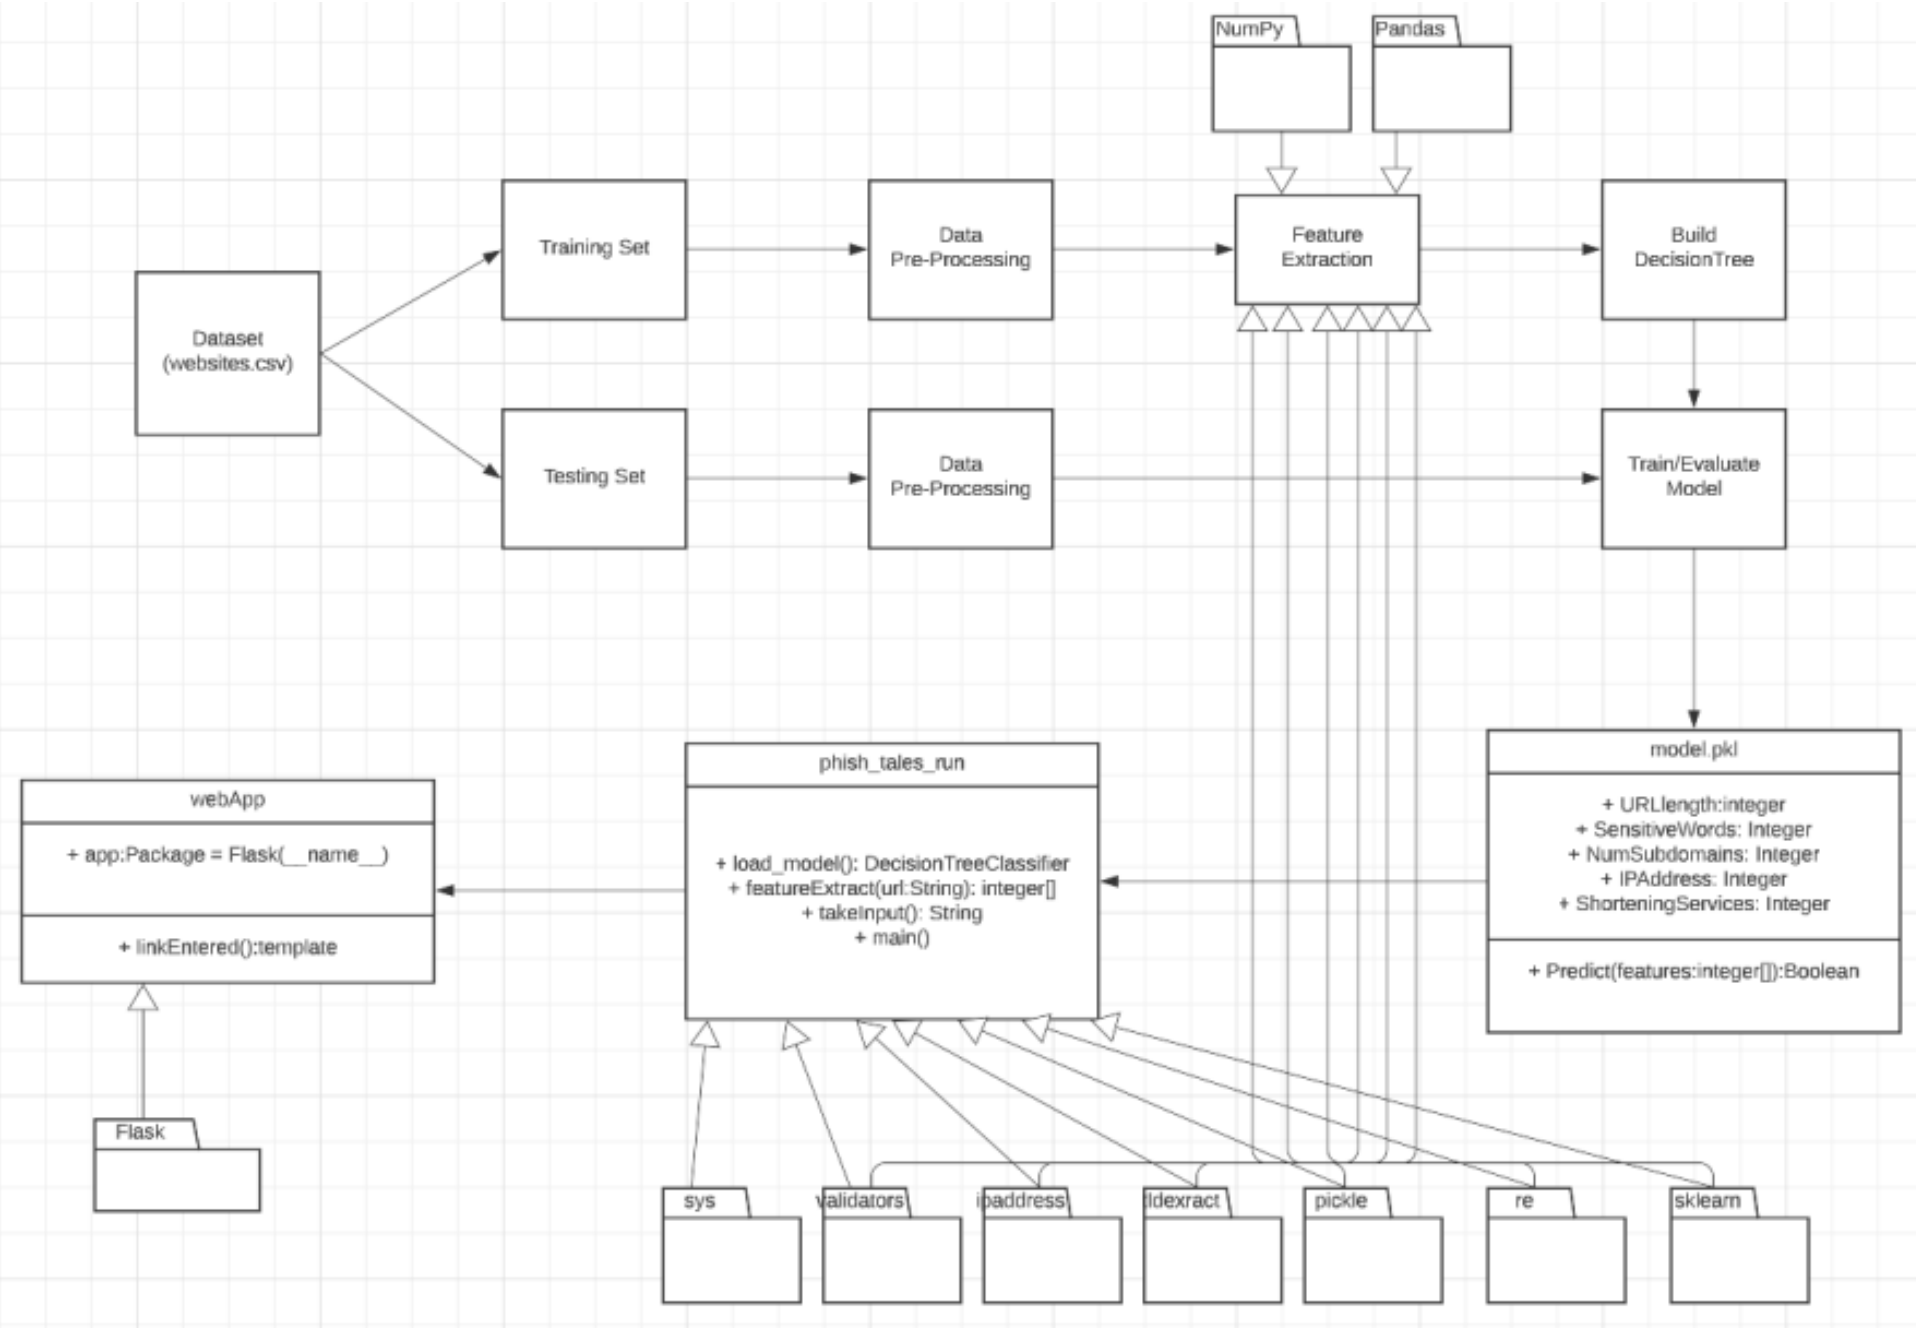 NumPy
Pandas
Training Set
Data
Pre-Processing
Feature
Extraction
Build
DecisionTree
Dataset
(websites.csv)
Testing Set
Data
Pre-Processing
Train/Evaluate
Model
model.pkl
+ URLlength:integer
+ SensitiveWords: Integer
+ NumSubdomains: Integer
+ IPAddress: Integer
+ ShorteningServices: Integer
+ Predict(features:integer[]):Boolean
phish_tales_run
+ load_model(): DecisionTreeClassifier
+ featureExtract(url:String): integer[]
+ takeInput(): String
+ main()
webApp
+ app:Package = Flask(__name__)
+ linkEntered():template
Flask
sys
validators
ipaddress
tldexract
pickle
re
sklearn